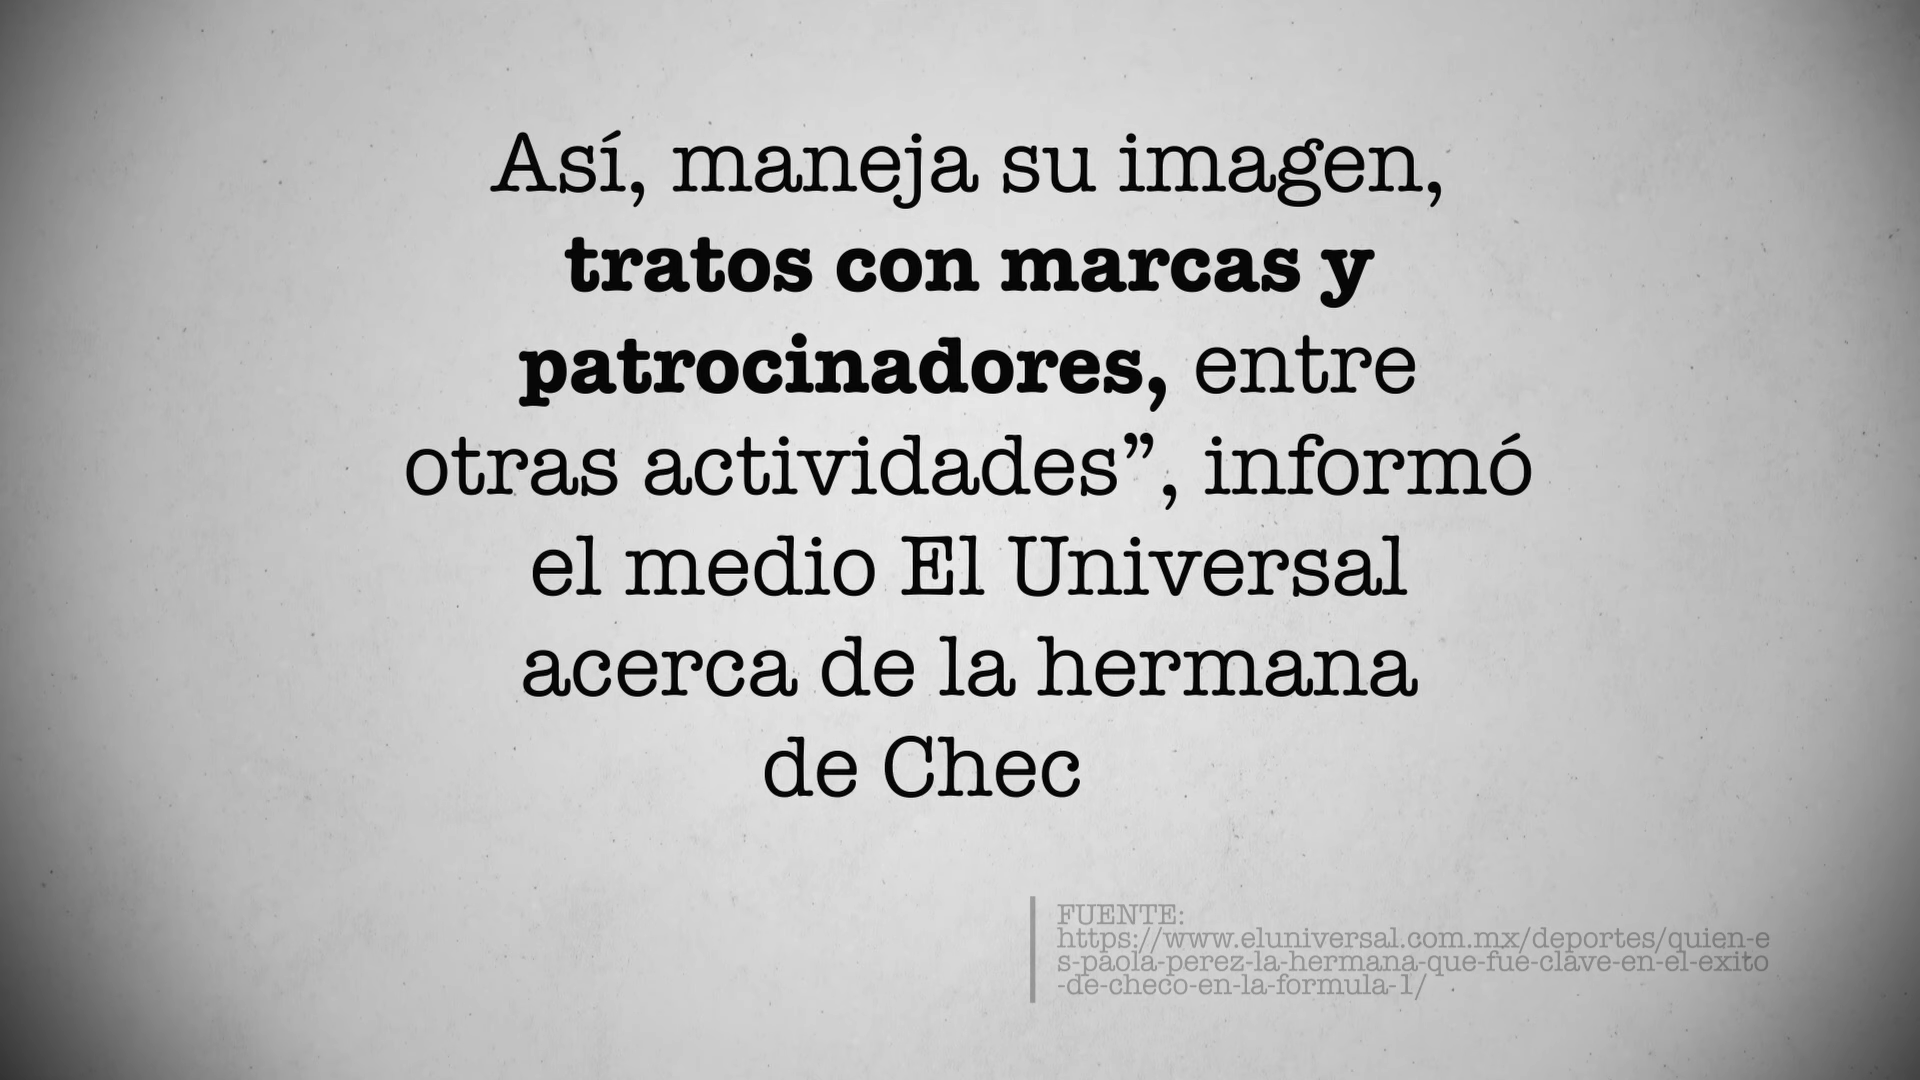 Así, maneja su imagen,
tratos con marcas y
patrocinadores, entre
otras actividades”, informó
el medio El Universal
acerca de la hermana
de Chec
FUENTE:
https://www.eluniversal.com.mx/deportes/quien-e
s-paola-perez-la-hermana-que-fue-clave-en-el-exito
-de-checo-en-la-formula-1/